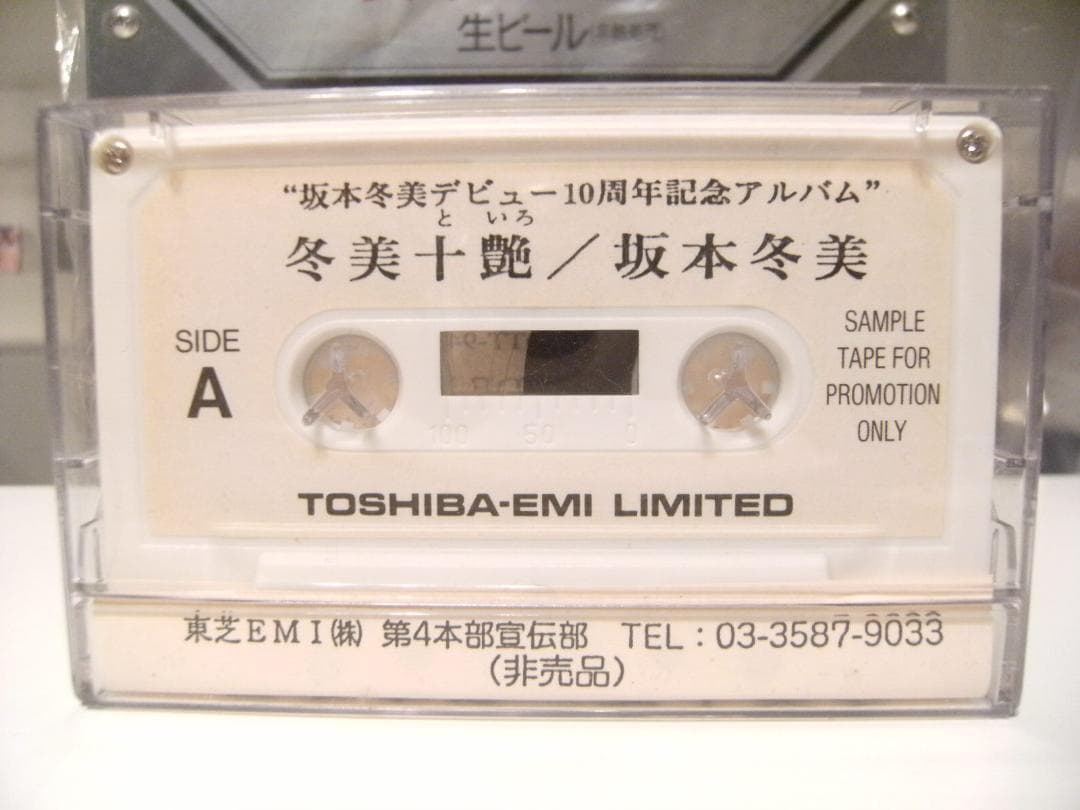 生ビール
“坂本冬美デビュー10周年記念アルバム”
と いろ
冬美十艶／坂本冬美
SIDE
A
SAMPLE
TAPE FOR
PROMOTION
ONLY
100 50 0
TOSHIBA-EMI LIMITED
東芝EMI㈱ 第4本部宣伝部 TEL：03-3587-9033
（非売品）